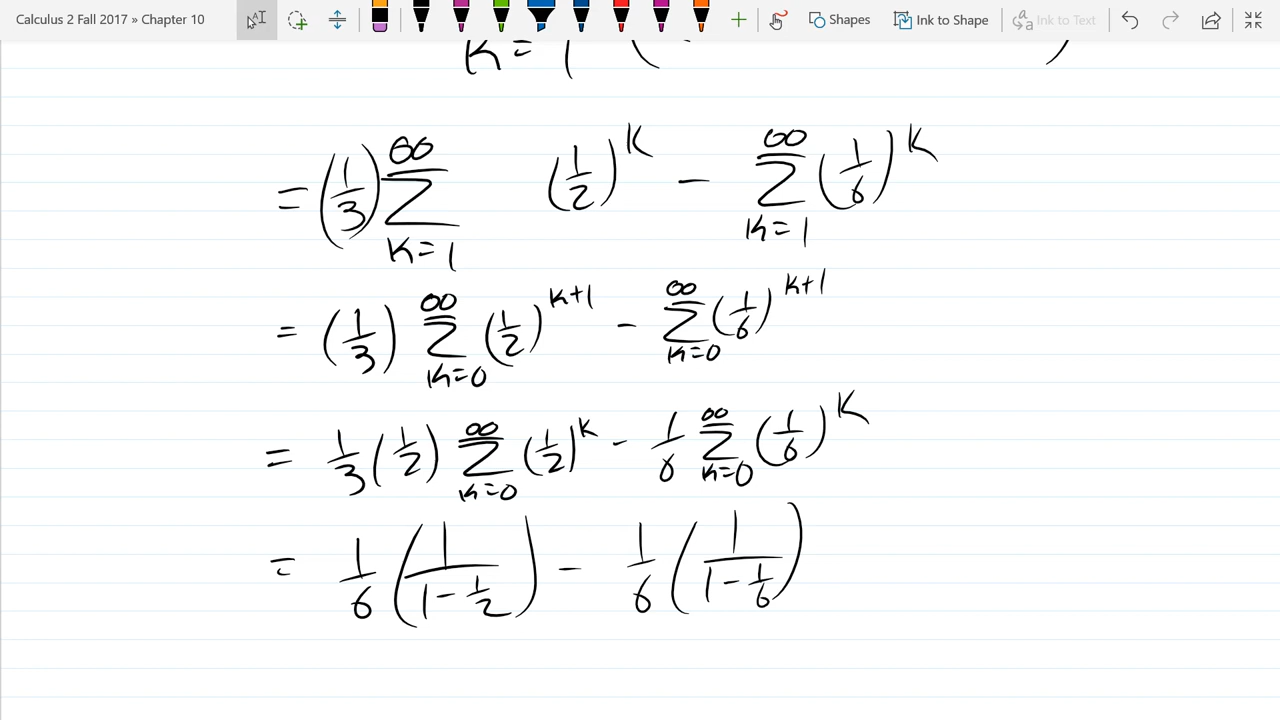 Calculus 2 Fall 2017 » Chapter 10 Shapes Ink to Shape Ink to Text
K = 1 ( )
= (1/3) ∑_{K=1}^{∞} (1/2)^K - ∑_{K=1}^{∞} (1/6)^K
= (1/3) ∑_{K=0}^{∞} (1/2)^{K+1} - ∑_{K=0}^{∞} (1/6)^{K+1}
= 1/3 (1/2) ∑_{K=0}^{∞} (1/2)^K - 1/6 ∑_{K=0}^{∞} (1/6)^K
= 1/6 (1/(1 - 1/2)) - 1/6 (1/(1 - 1/6))